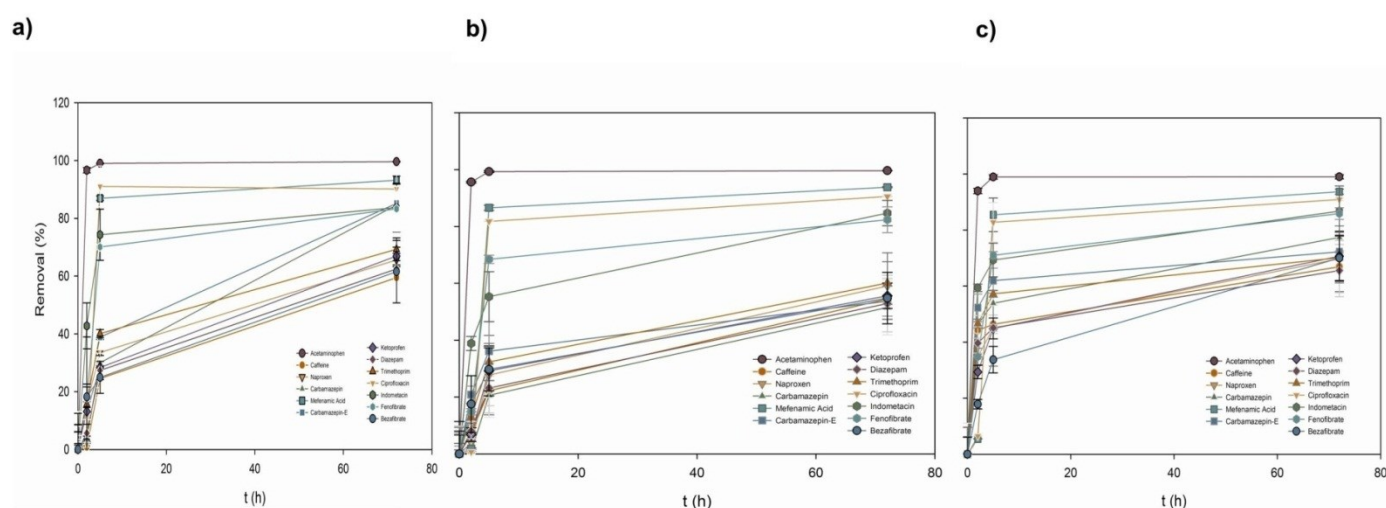 a)
b)
c)
120
100
80
60
40
20
0
Removal (%)
Acetaminophen
Caffeine
Naproxen
Carbamazepin
Mefenamic Acid
Carbamazepin-E
Ketoprofen
Diazepam
Trimethoprim
Ciprofloxacin
Indometacin
Fenofibrate
Bezafibrate
0 20 40 60 80
t (h)
Acetaminophen
Caffeine
Naproxen
Carbamazepin
Mefenamic Acid
Carbamazepin-E
Ketoprofen
Diazepam
Trimethoprim
Ciprofloxacin
Indometacin
Fenofibrate
Bezafibrate
0 20 40 60 80
t (h)
Acetaminophen
Caffeine
Naproxen
Carbamazepin
Mefenamic Acid
Carbamazepin-E
Ketoprofen
Diazepam
Trimethoprim
Ciprofloxacin
Indometacin
Fenofibrate
Bezafibrate
0 20 40 60 80
t (h)